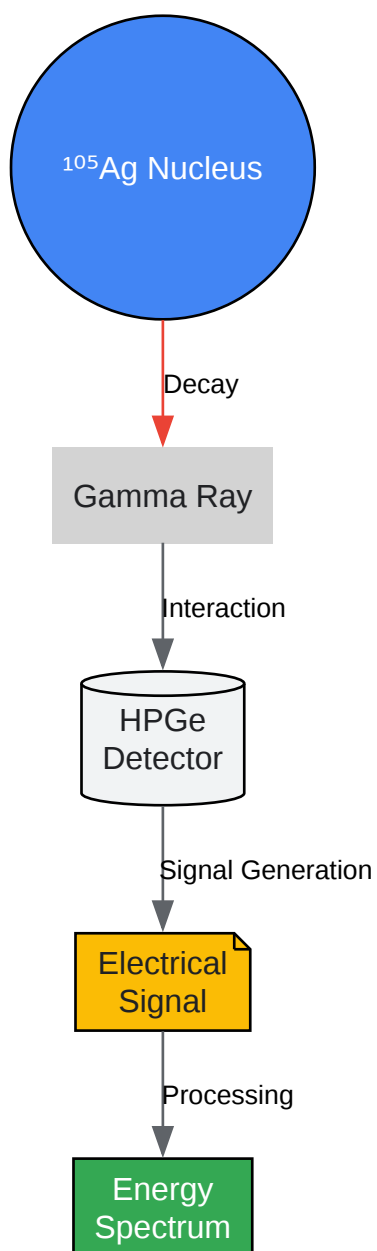 ¹⁰⁵Ag Nucleus
Decay
Gamma Ray
Interaction
HPGe
Detector
Signal Generation
Electrical
Signal
Processing
Energy
Spectrum